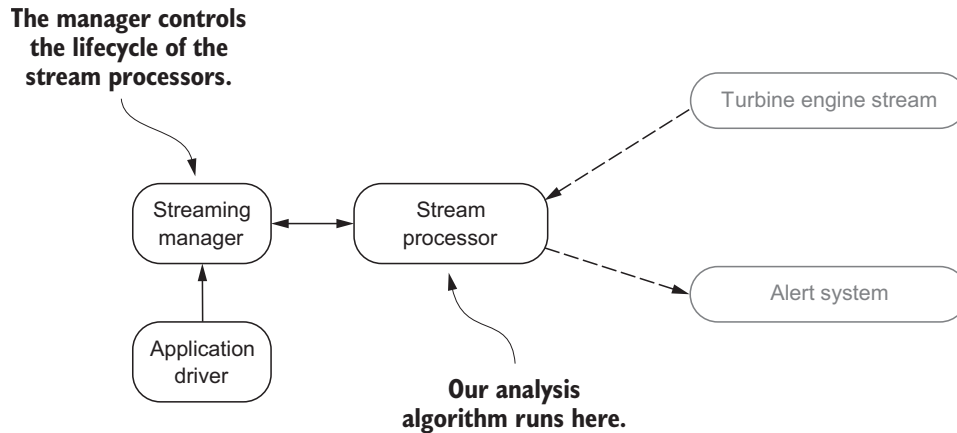 The manager controls
the lifecycle of the
stream processors.
Turbine engine stream
Streaming
manager
Stream
processor
Alert system
Application
driver
Our analysis
algorithm runs here.